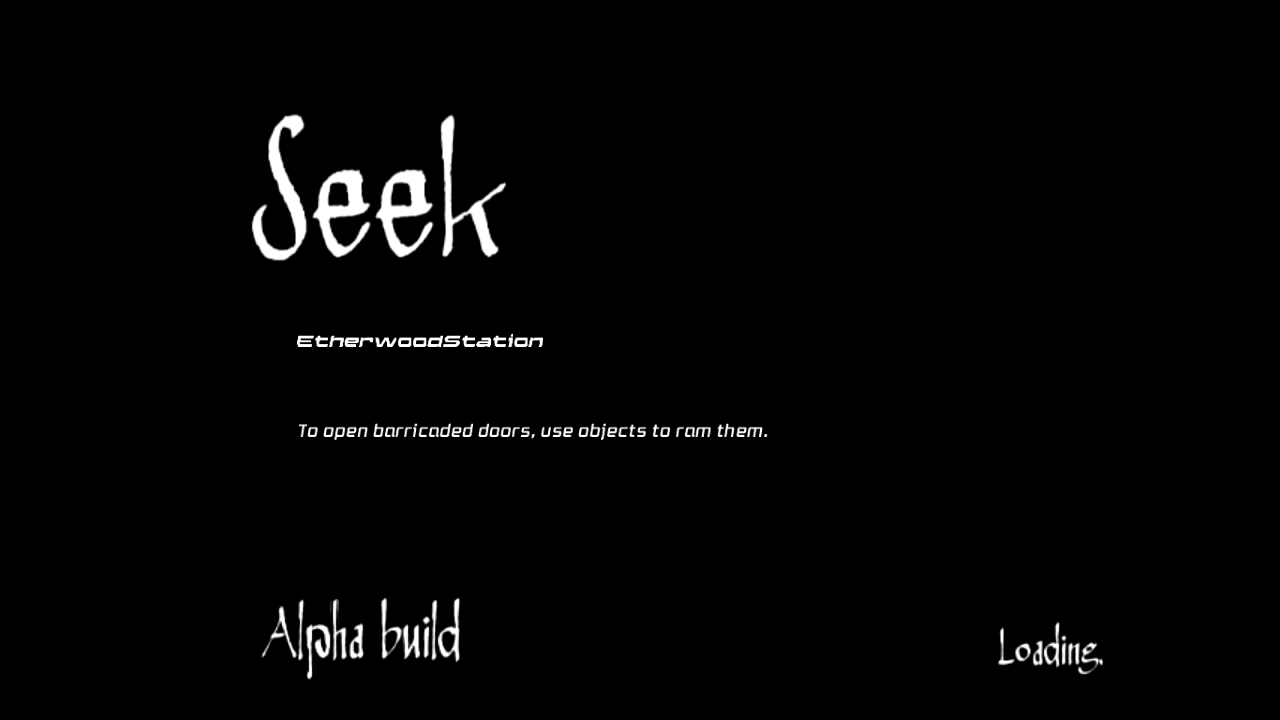 Seek
EtherwoodStation
To open barricaded doors, use objects to ram them.
Alpha build
Loading.